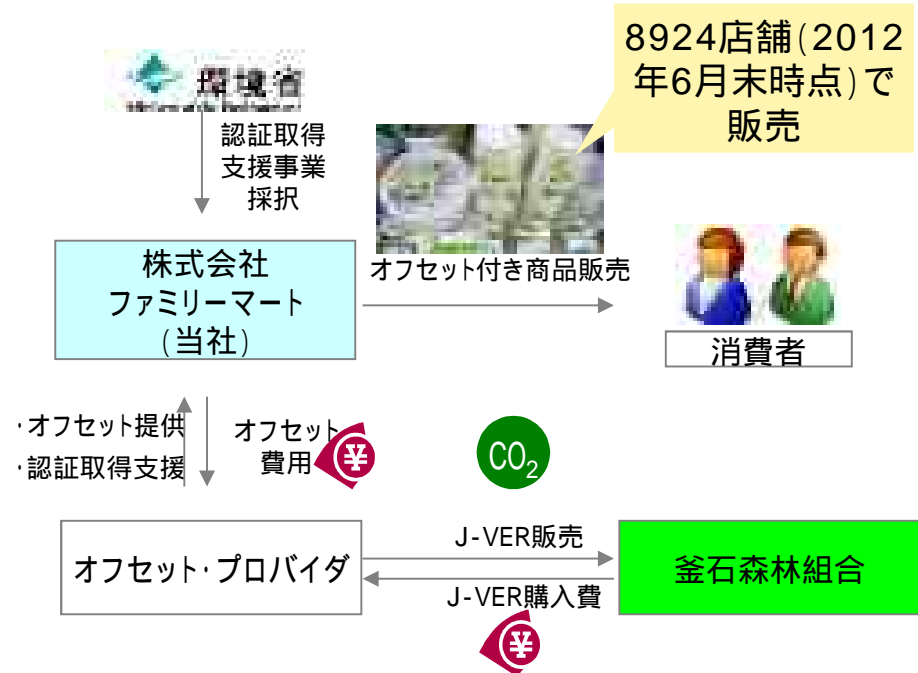 8924店舗(2012
年6月末時点)で
販売
環境省
認証取得
支援事業
採択
株式会社
ファミリーマート
(当社)
オフセット付き商品販売
消費者
・オフセット提供
・認証取得支援
オフセット
費用
¥
CO2
オフセット・プロバイダ
J-VER販売
J-VER購入費
¥
釜石森林組合